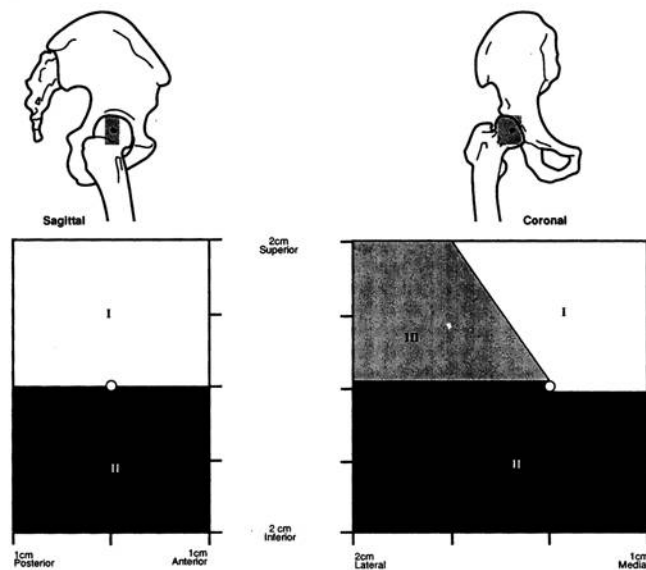 Sagittal
Coronal
2cm
Superior
I
I
III
II
II
2 cm
Inferior
1cm
Posterior
1cm
Anterior
2cm
Lateral
1cm
Medial